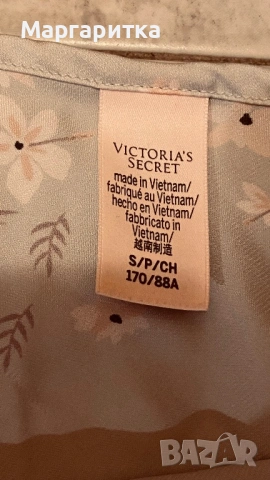 Маргаритка
VICTORIA'S
SECRET
made in Vietnam/
fabriqué au Vietnam/
hecho en Vietnam/
fabbricato in
Vietnam/
越南制造
S/P/CH
170/88A
BAZAR